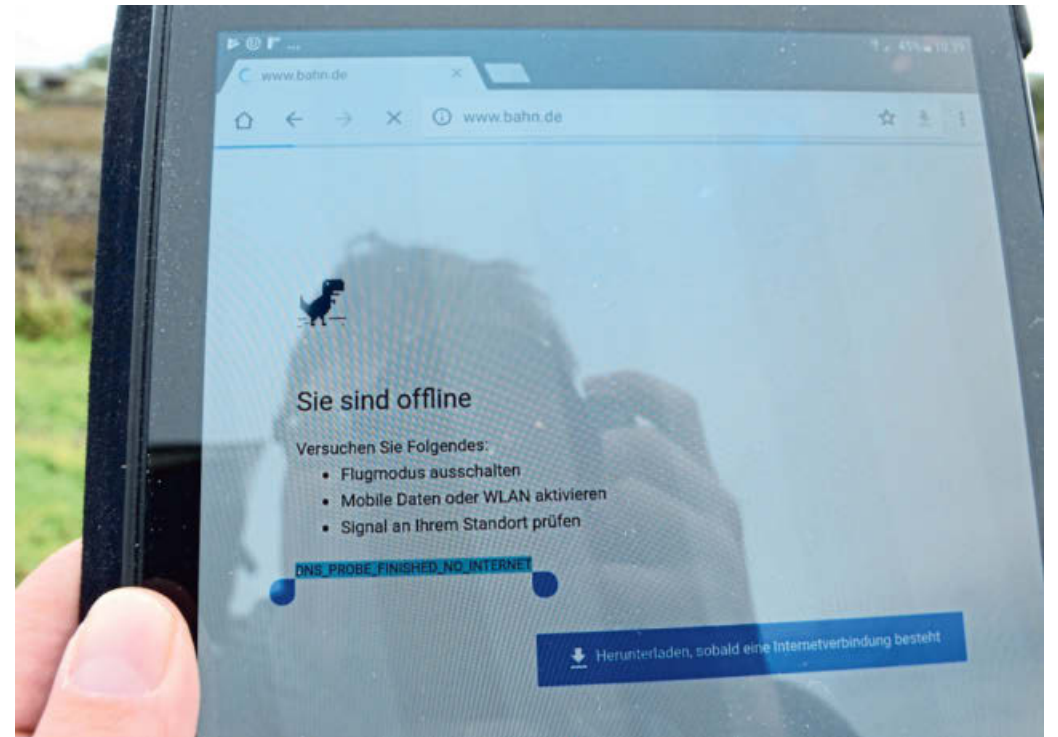 www.bahn.de
www.bahn.de
Sie sind offline
Versuchen Sie Folgendes:
• Flugmodus ausschalten
• Mobile Daten oder WLAN aktivieren
• Signal an Ihrem Standort prüfen
DNS_PROBE_FINISHED_NO_INTERNET
Herunterladen, sobald eine Internetverbindung besteht